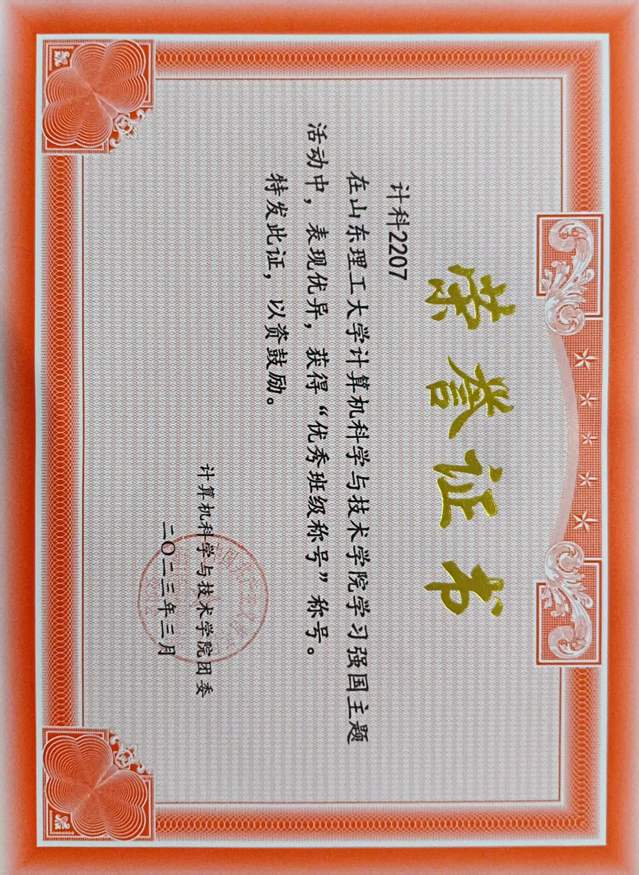 荣誉证书
计科2207
在山东理工大学计算机科学与技术学院学习强国主题
活动中，表现优异，获得“优秀班级称号”称号。
特发此证，以资鼓励。
计算机科学与技术学院团委
二〇二三年三月